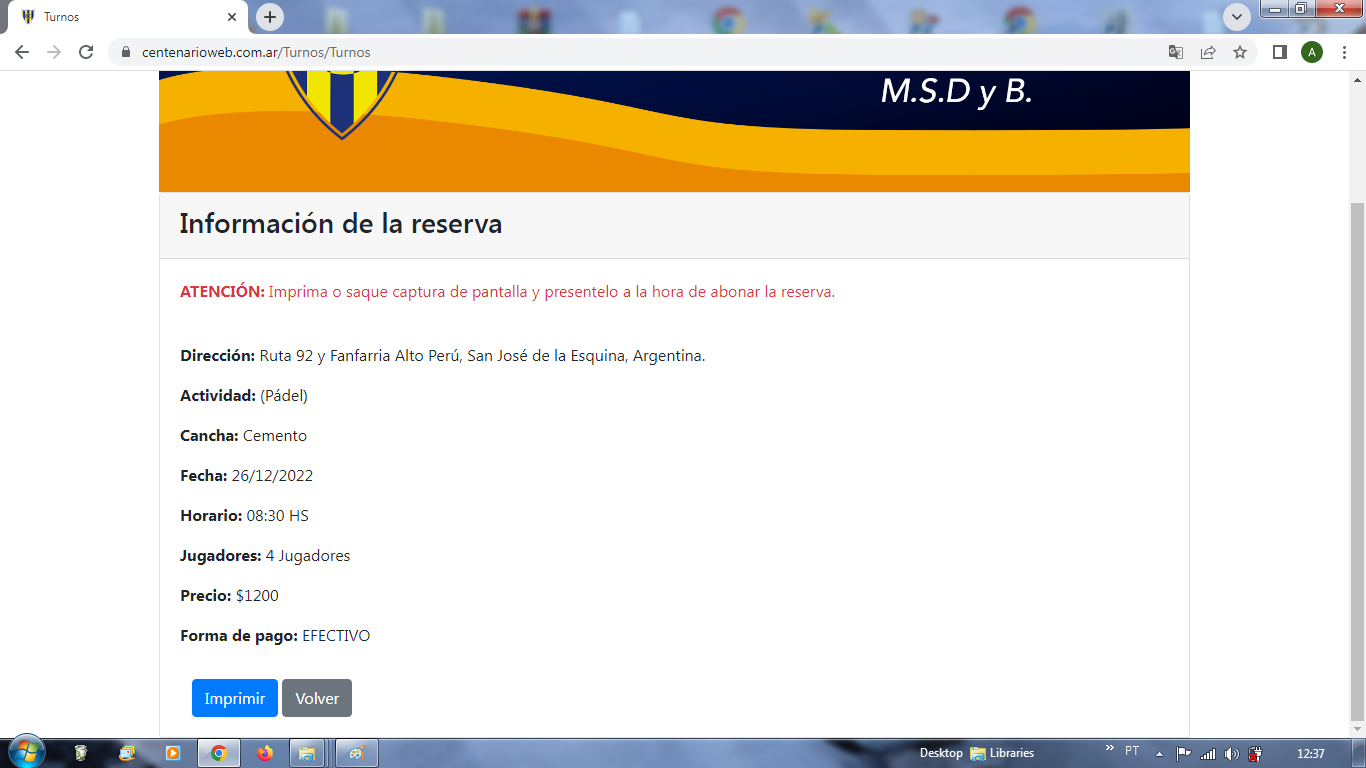 Turnos
centenarioweb.com.ar/Turnos/Turnos
A
M.S.D y B.
Información de la reserva
ATENCIÓN: Imprima o saque captura de pantalla y presentelo a la hora de abonar la reserva.
Dirección: Ruta 92 y Fanfarria Alto Perú, San José de la Esquina, Argentina.
Actividad: (Pádel)
Cancha: Cemento
Fecha: 26/12/2022
Horario: 08:30 HS
Jugadores: 4 Jugadores
Precio: $1200
Forma de pago: EFECTIVO
Imprimir Volver
Desktop Libraries PT 12:37